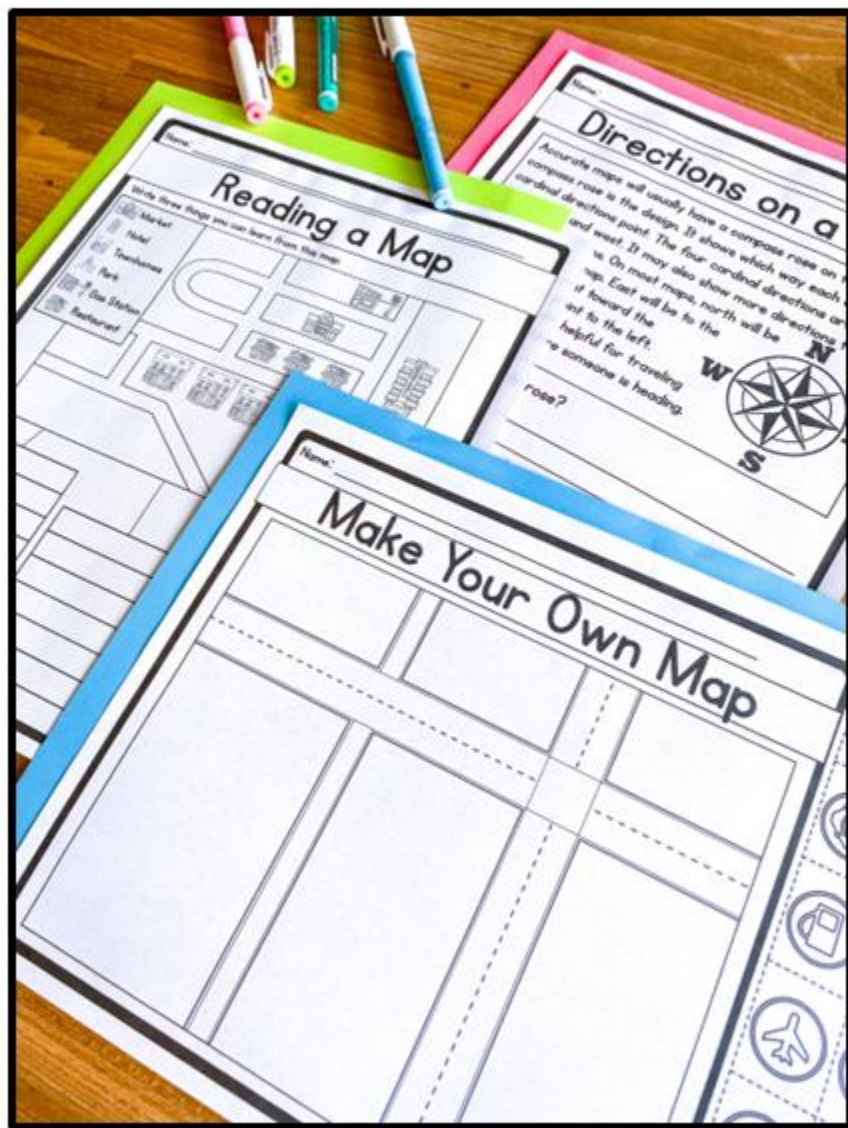 Name:
Reading a Map
Write three things you can learn from this map.
Market
Hotel
Townhomes
Park
Gas Station
Restaurant
Name:
Directions on a
Accurate maps will usually have a compass rose on
compass rose is the design. It shows which way each
cardinal directions point. The four cardinal directions are
and west. It may also show more directions
On most maps, north will be
East will be to the
toward the
to the left.
helpful for traveling
someone is heading.
N
W
S
rose?
Name:
Make Your Own Map